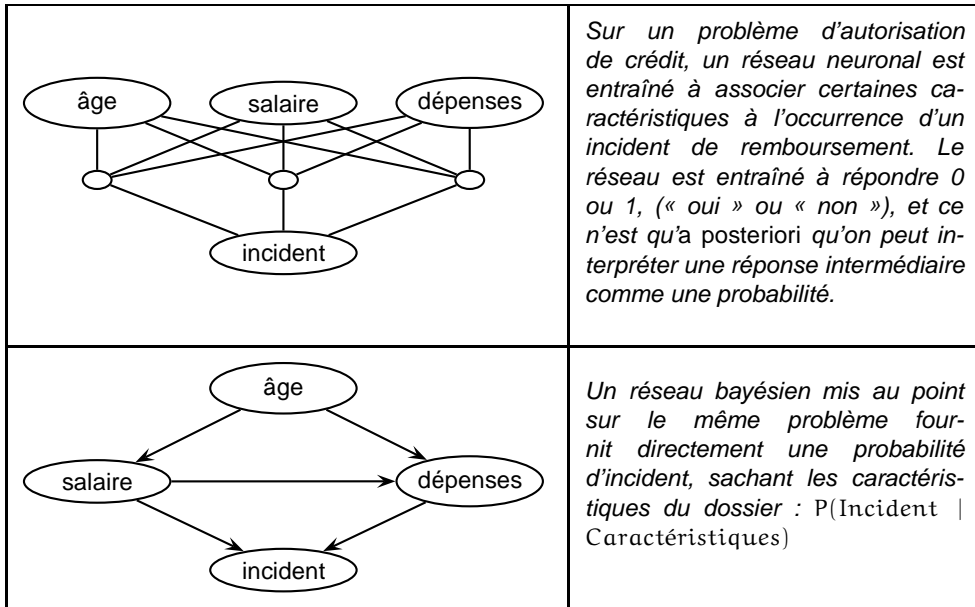 âge
salaire
dépenses
incident
Sur un problème d'autorisation
de crédit, un réseau neuronal est
entraîné à associer certaines ca-
ractéristiques à l'occurrence d'un
incident de remboursement. Le
réseau est entraîné à répondre 0
ou 1, (« oui » ou « non »), et ce
n'est qu'a posteriori qu'on peut in-
terpréter une réponse intermédiaire
comme une probabilité.
âge
salaire
dépenses
incident
Un réseau bayésien mis au point
sur le même problème four-
nit directement une probabilité
d'incident, sachant les caractéris-
tiques du dossier : P(Incident |
Caractéristiques)